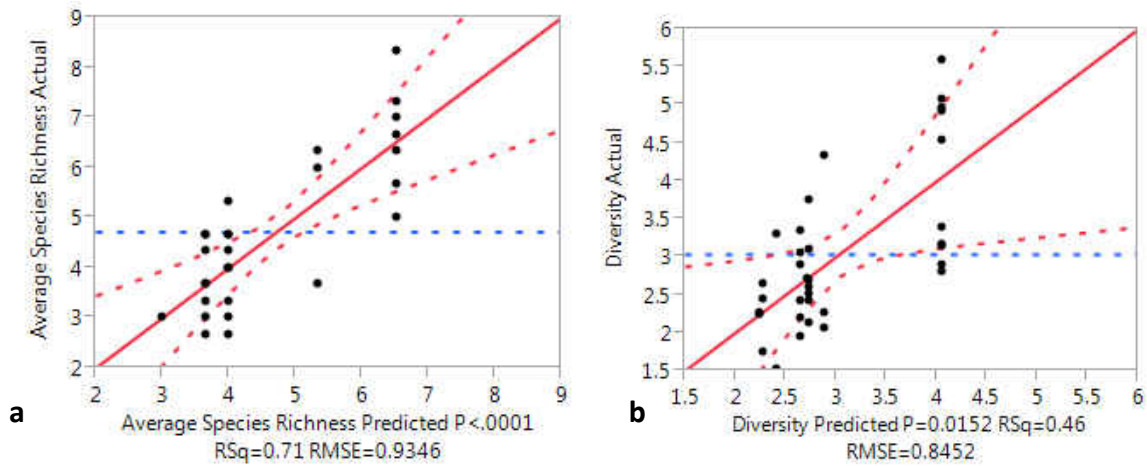 9
8
7
6
5
4
3
2
Average Species Richness Actual
2 3 4 5 6 7 8 9
a
Average Species Richness Predicted P<.0001
RSq=0.71 RMSE=0.9346
6
5.5
5
4.5
4
3.5
3
2.5
2
1.5
Diversity Actual
1.5 2 2.5 3 3.5 4 4.5 5 5.5 6
b
Diversity Predicted P=0.0152 RSq=0.46
RMSE=0.8452